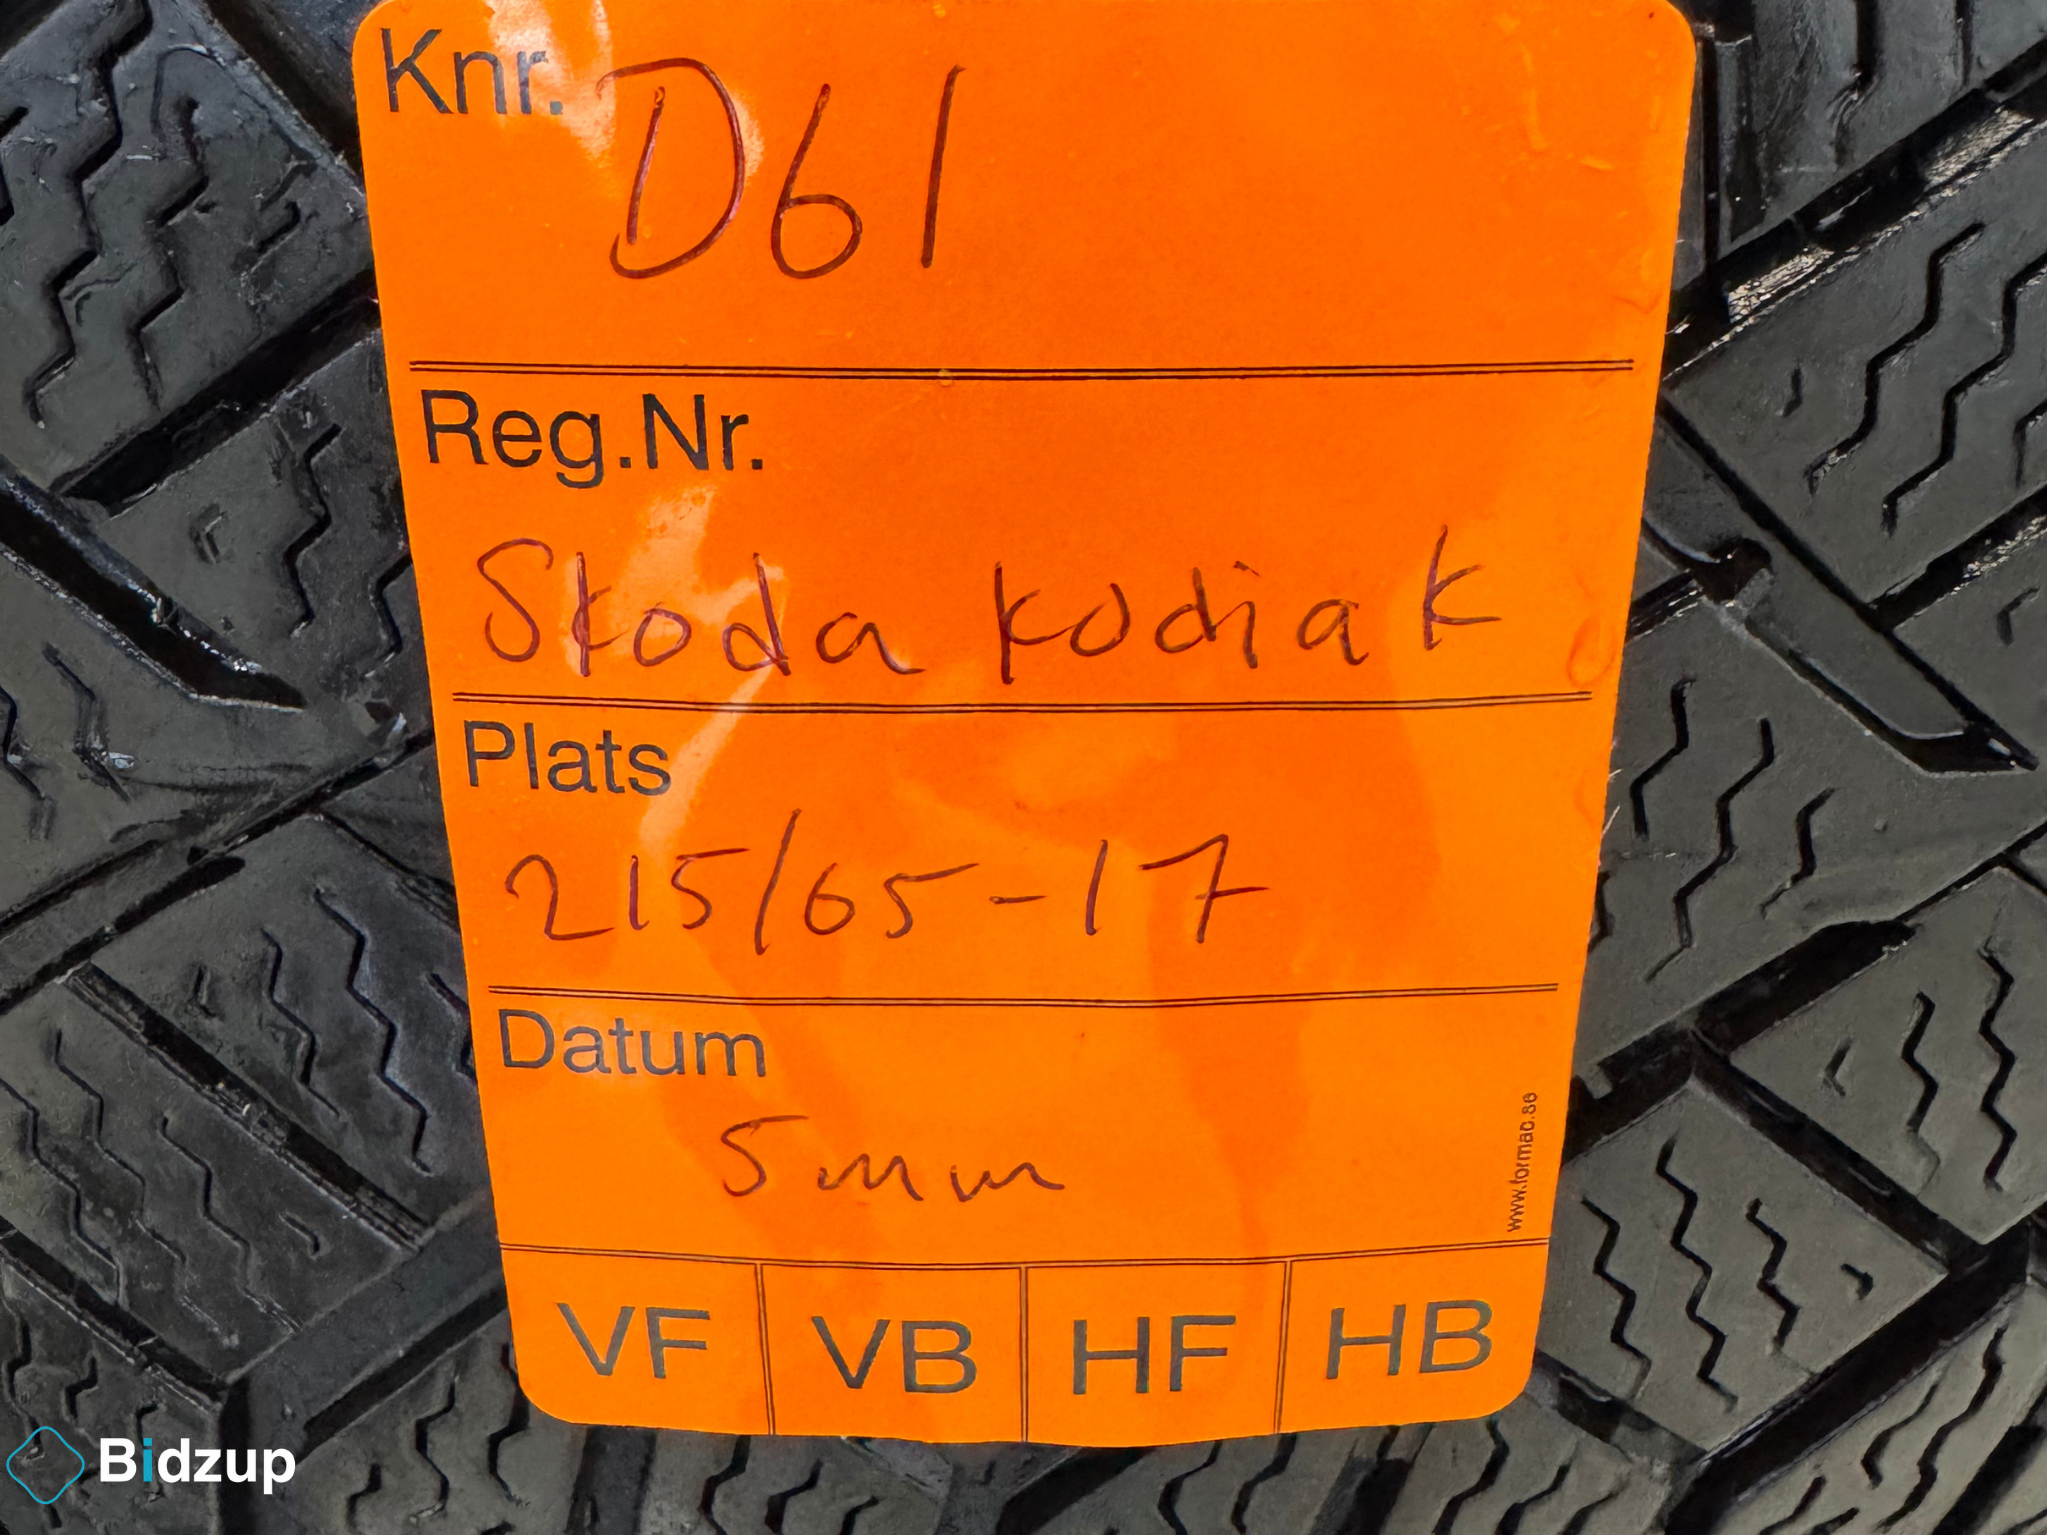 Knr. D61
Reg.Nr.
Skoda kodiak
Plats
215/65-17
Datum
5mm
www.formac.se
VF VB HF HB
Bidzup